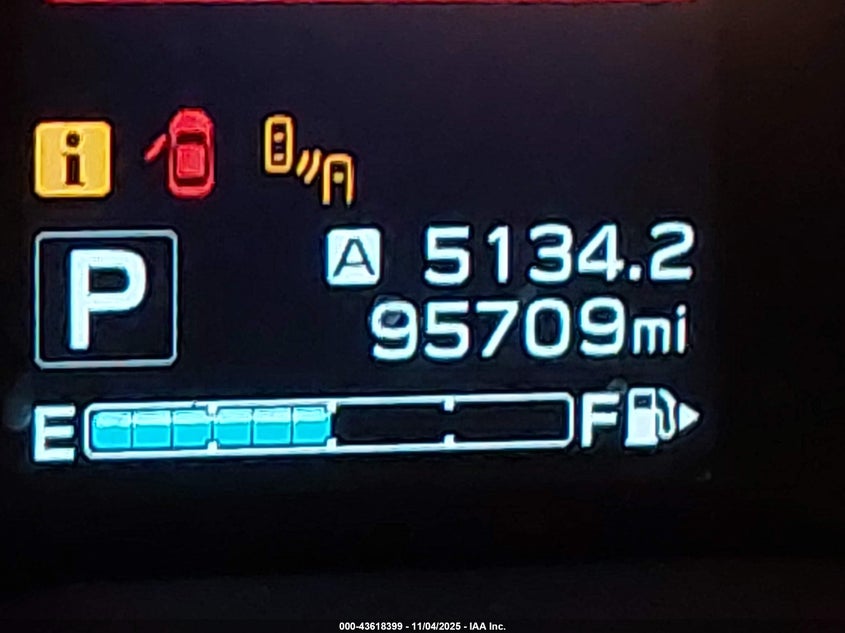 i
P
A 5134.2
95709mi
E F
000-43618399 - 11/04/2025 - IAA Inc.